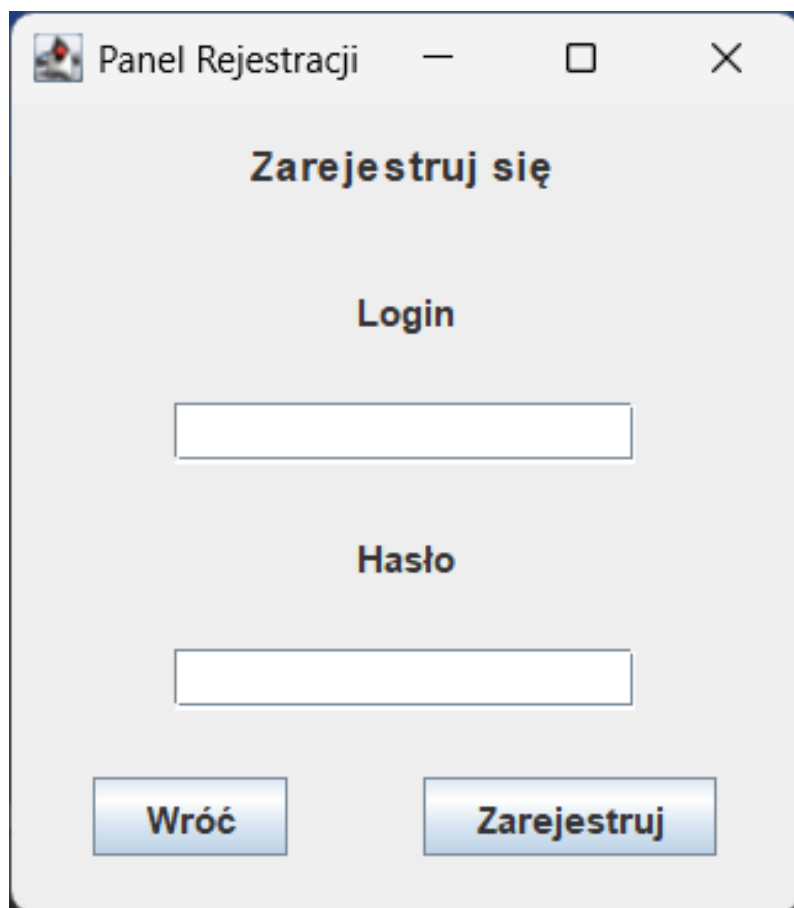 Panel Rejestracji
Zarejestruj się
Login
Hasło
Wróć Zarejestruj